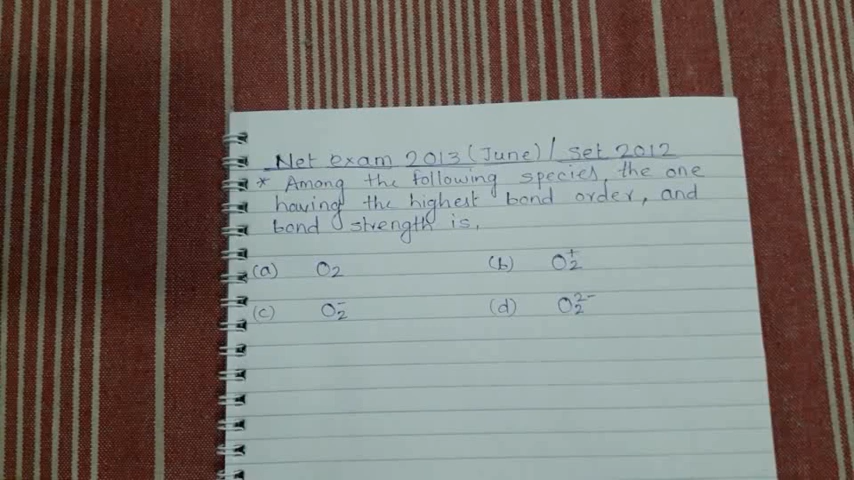 Net exam 2013 (June) / set 2012
* Among the following species, the one
having the highest bond order, and
bond strength is,
(a) O₂ (b) O₂⁺
(c) O₂⁻ (d) O₂²⁻